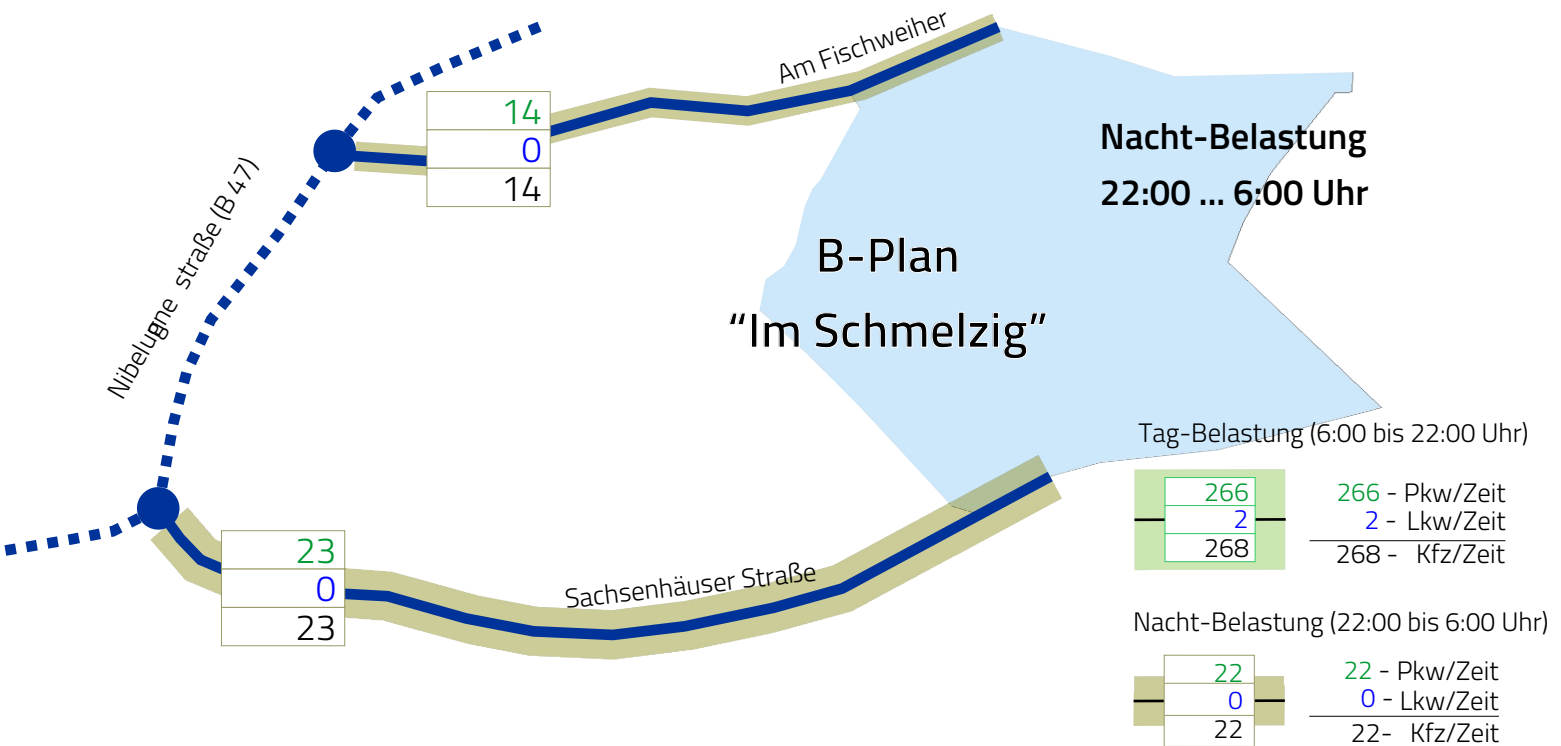 Am Fischweiher
14
0
14
Nacht-Belastung
22:00 ... 6:00 Uhr
Nibelugne straße (B 47)
B-Plan
“Im Schmelzig”
Tag-Belastung (6:00 bis 22:00 Uhr)
266 266 - Pkw/Zeit
2 2 - Lkw/Zeit
268 268 - Kfz/Zeit
23
0
23
Sachsenhäuser Straße
Nacht-Belastung (22:00 bis 6:00 Uhr)
22 22 - Pkw/Zeit
0 0 - Lkw/Zeit
22 22- Kfz/Zeit